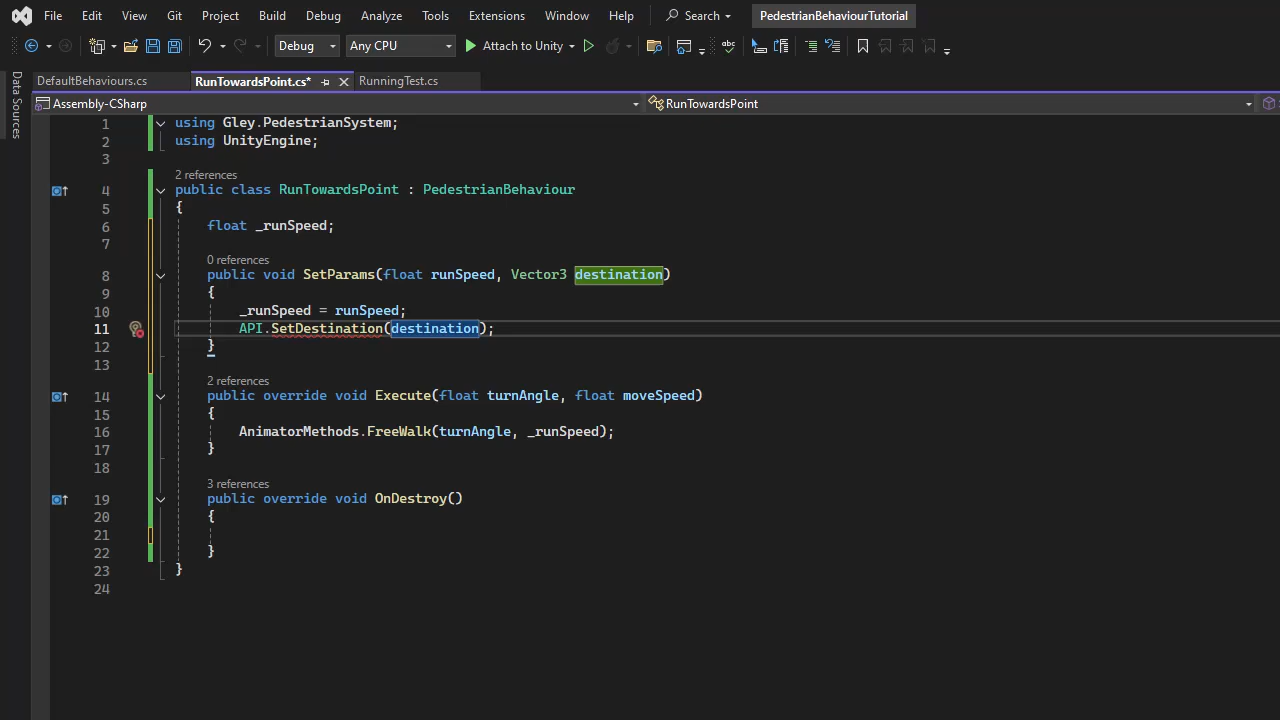 File Edit View Git Project Build Debug Analyze Tools Extensions Window Help Search PedestrianBehaviourTutorial
Debug Any CPU Attach to Unity
Data Sources
DefaultBehaviours.cs RunTowardsPoint.cs* RunningTest.cs
Assembly-CSharp RunTowardsPoint
1 using Gley.PedestrianSystem;
2 using UnityEngine;
3
2 references
4 public class RunTowardsPoint : PedestrianBehaviour
5 {
6 float _runSpeed;
7
0 references
8 public void SetParams(float runSpeed, Vector3 destination)
9 {
10 _runSpeed = runSpeed;
11 API.SetDestination(destination);
12 }
13
2 references
14 public override void Execute(float turnAngle, float moveSpeed)
15 {
16 AnimatorMethods.FreeWalk(turnAngle, _runSpeed);
17 }
18
3 references
19 public override void OnDestroy()
20 {
21
22 }
23 }
24